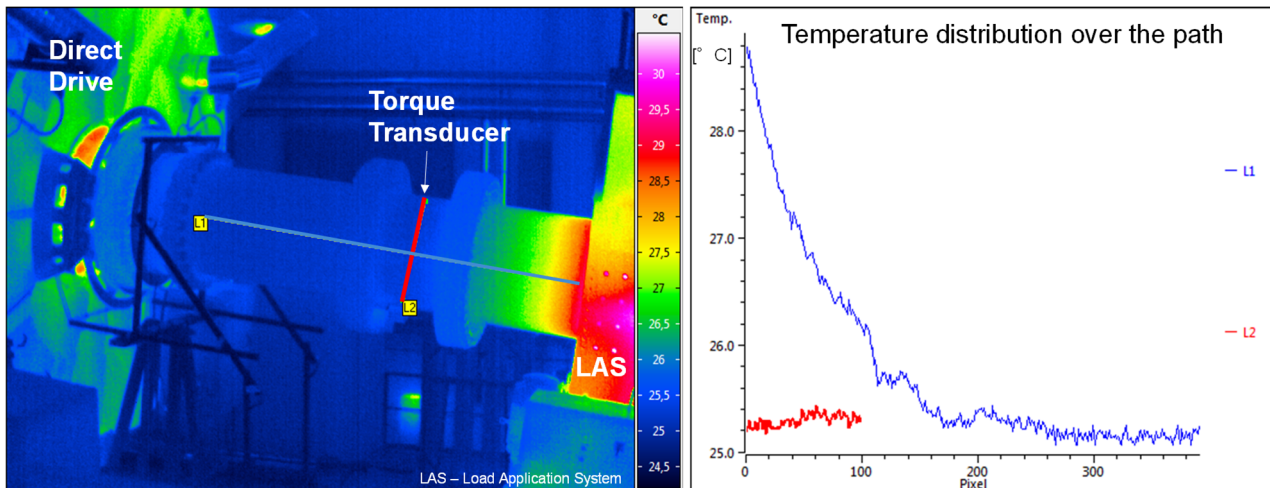 Direct
Drive
Torque
Transducer
L1
L2
LAS
LAS – Load Application System
°C
30
29,5
29
28,5
28
27,5
27
26,5
26
25,5
25
24,5
Temp.
[° C]
Temperature distribution over the path
28.0
27.0
26.0
25.0
0
100
200
300
Pixel
L1
L2